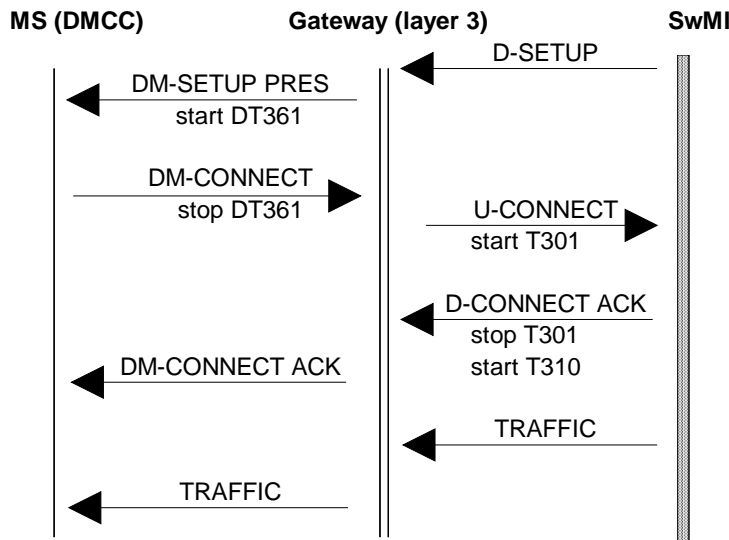 MS (DMCC) Gateway (layer 3) SwMI
D-SETUP
DM-SETUP PRES
start DT361
DM-CONNECT
stop DT361
U-CONNECT
start T301
D-CONNECT ACK
stop T301
start T310
DM-CONNECT ACK
TRAFFIC
TRAFFIC